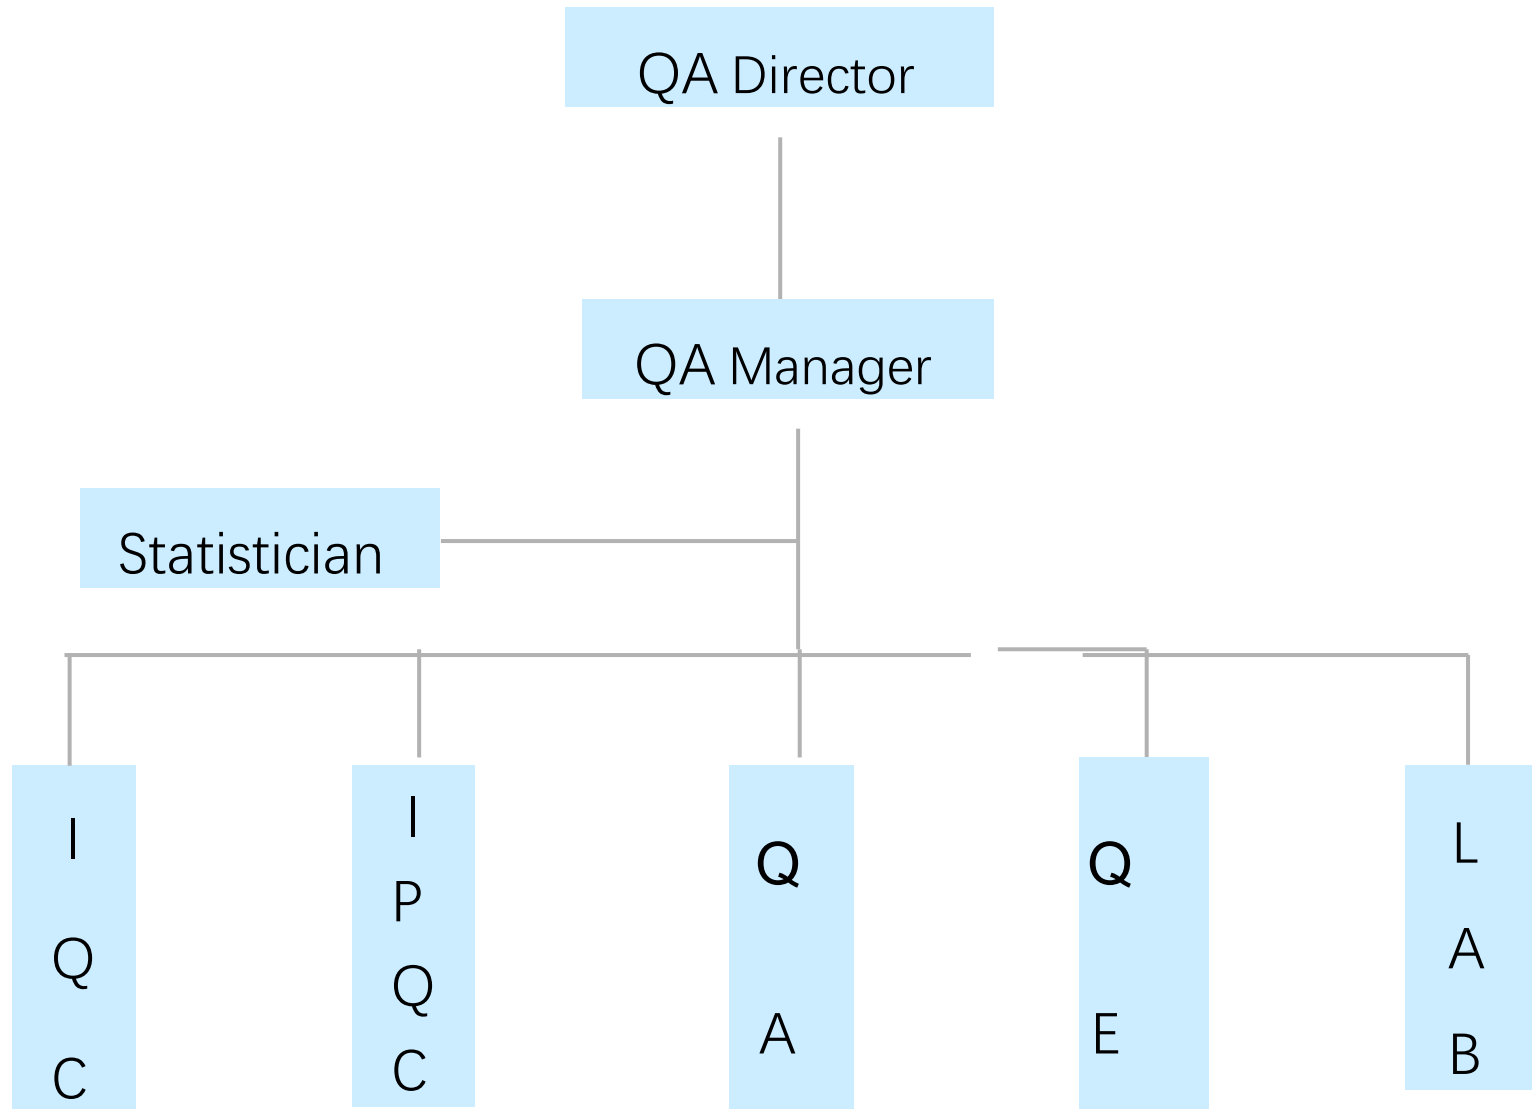 QA Director
QA Manager
Statistician
I
Q
C
I
P
Q
C
Q
A
Q
E
L
A
B